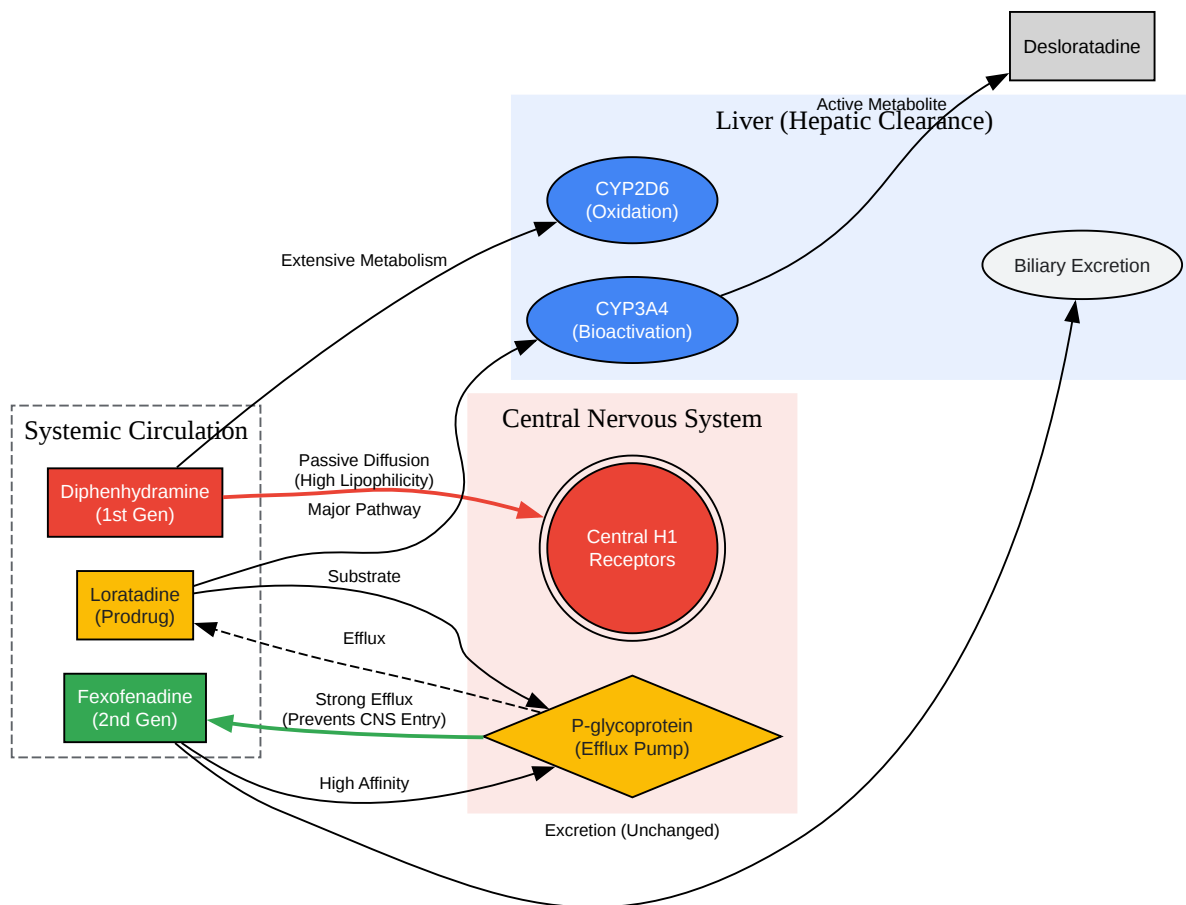 Desloratadine
Active Metabolite
Liver (Hepatic Clearance)
CYP2D6
(Oxidation)
Extensive Metabolism
Biliary Excretion
CYP3A4
(Bioactivation)
Systemic Circulation
Central Nervous System
Diphenhydramine
(1st Gen)
Passive Diffusion
(High Lipophilicity)
Major Pathway
Central H1
Receptors
Loratadine
(Prodrug)
Substrate
Efflux
Fexofenadine
(2nd Gen)
Strong Efflux
(Prevents CNS Entry)
P-glycoprotein
(Efflux Pump)
High Affinity
Excretion (Unchanged)